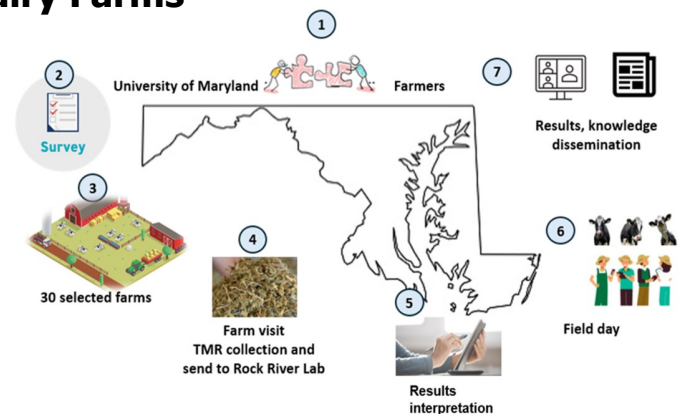 Farms
1
University of Maryland
Farmers
2
Survey
3
30 selected farms
4
Farm visit
TMR collection and
send to Rock River Lab
5
Results
interpretation
6
Field day
7
Results, knowledge
dissemination